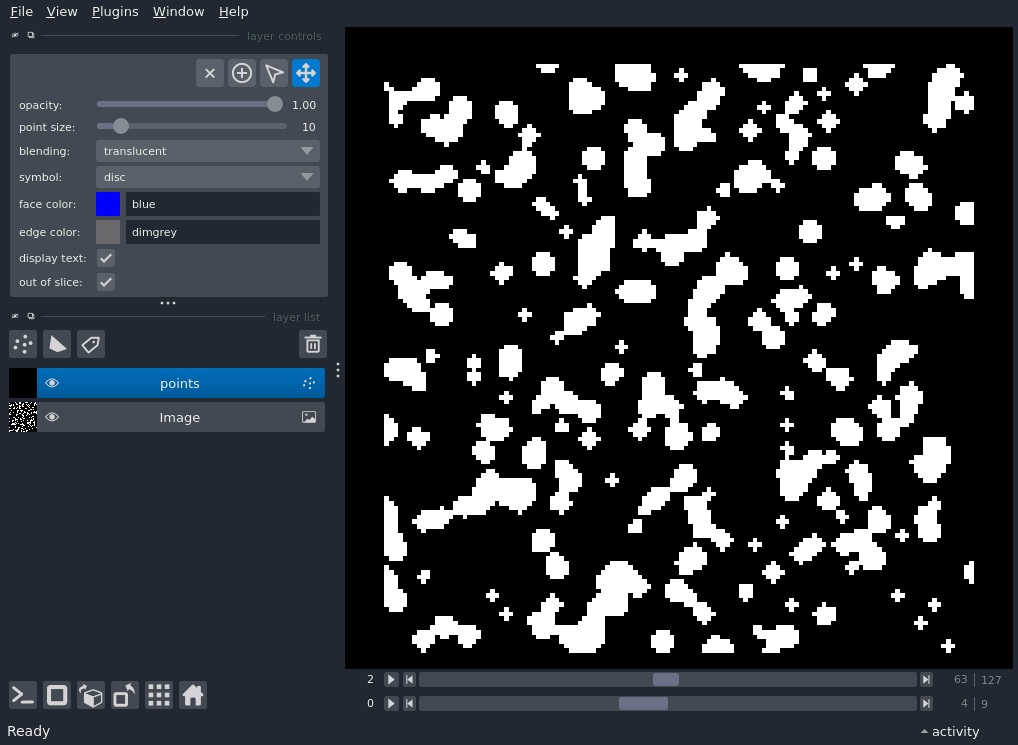 File View Plugins Window Help
layer controls
opacity: 1.00
point size: 10
blending: translucent
symbol: disc
face color: blue
edge color: dimgrey
display text:
out of slice:
layer list
points
Image
2 63 127
0 4 9
Ready activity